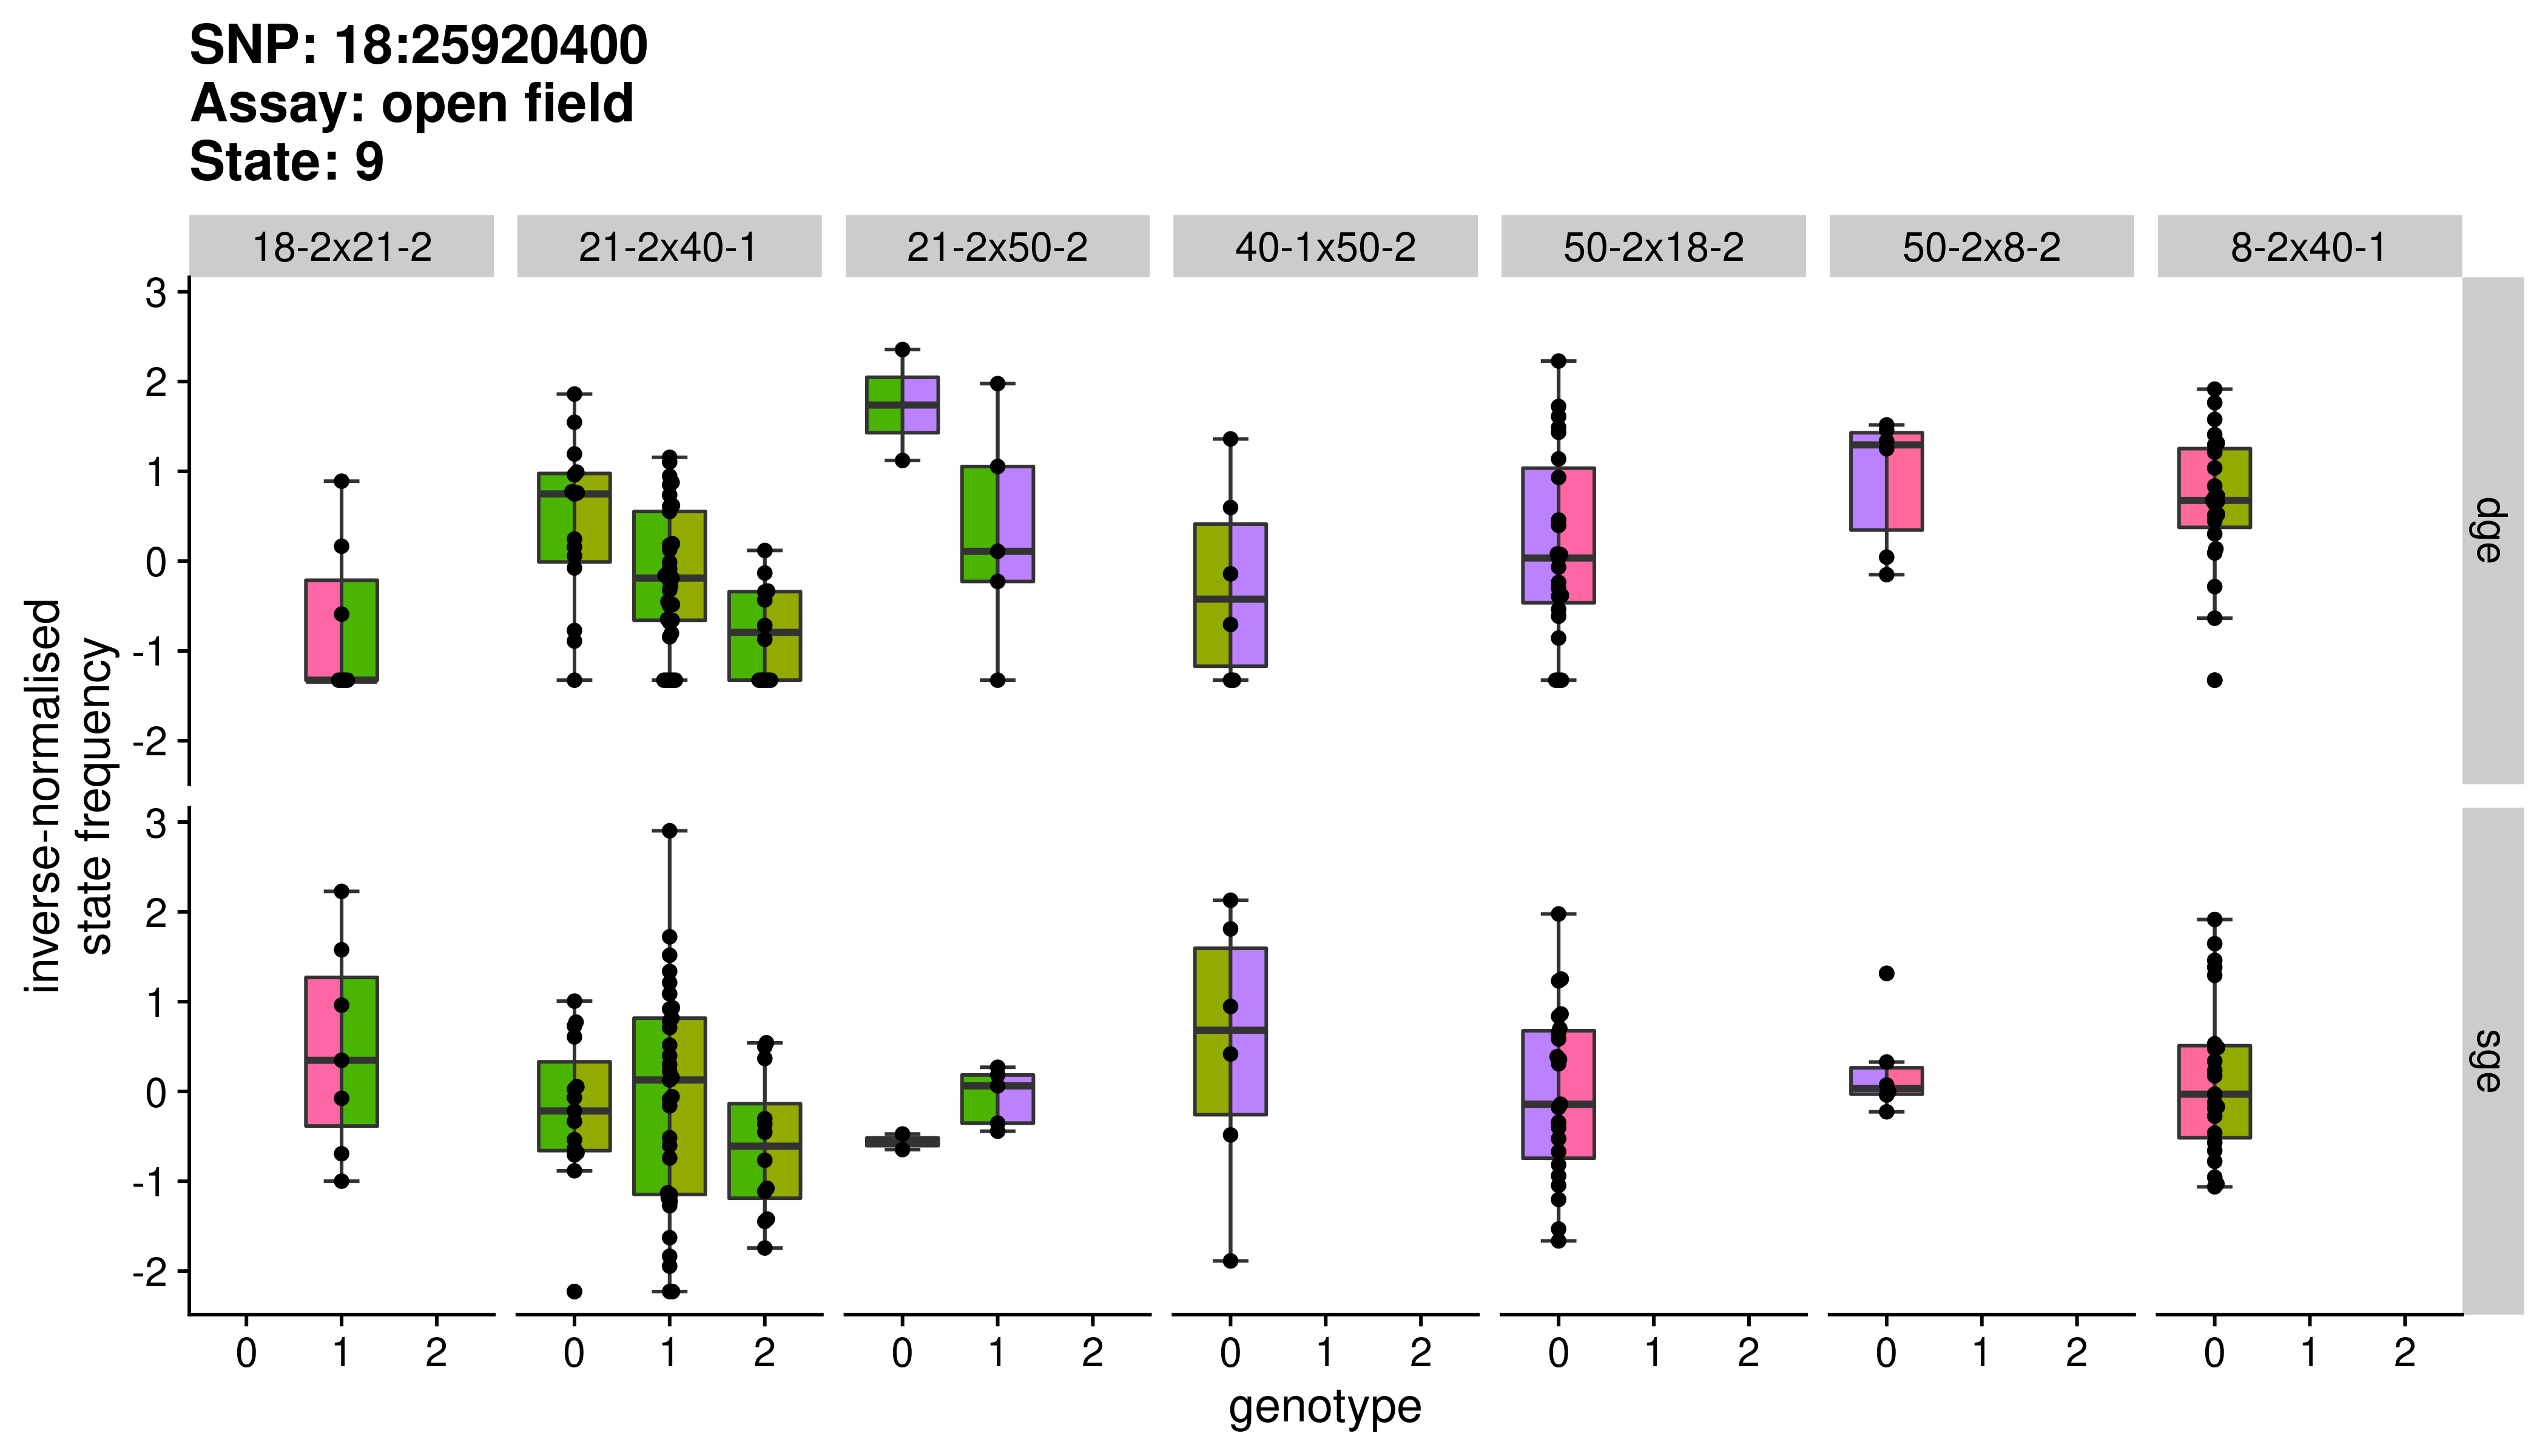 SNP: 18:25920400
Assay: open field
State: 9
18-2x21-2 21-2x40-1 21-2x50-2 40-1x50-2 50-2x18-2 50-2x8-2 8-2x40-1
3
2
1
0
-1
-2
dge
3
2
1
0
-1
-2
sge
inverse-normalised
state frequency
0 1 2 0 1 2 0 1 2 0 1 2 0 1 2 0 1 2 0 1 2
genotype